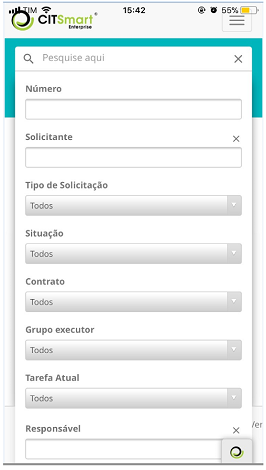 TIM 15:42 55%
CITSmart
Enterprise
Pesquise aqui
Número
Solicitante
Tipo de Solicitação
Todos
Situação
Todos
Contrato
Todos
Grupo executor
Todos
Tarefa Atual
Todos
Responsável